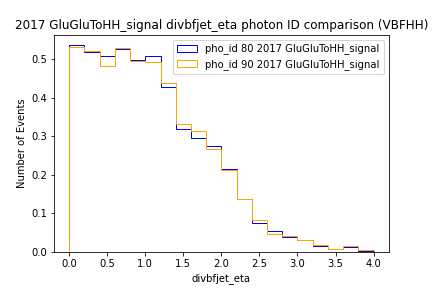 2017 GluGluToHH_signal divbfjet_eta photon ID comparison (VBFHH)
pho_id 80 2017 GluGluToHH_signal
pho_id 90 2017 GluGluToHH_signal
Number of Events
0.5
0.4
0.3
0.2
0.1
0.0
0.0 0.5 1.0 1.5 2.0 2.5 3.0 3.5 4.0
divbfjet_eta